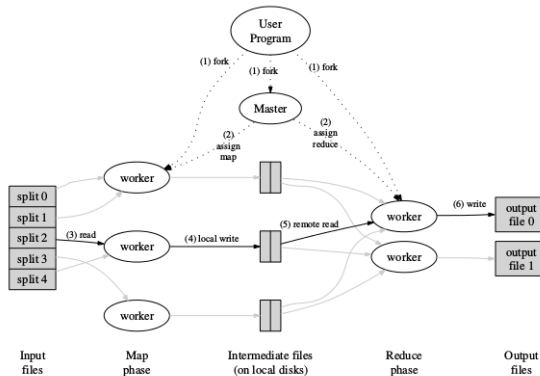 User
Program
(1) fork
(1) fork
(1) fork
Master
(2)
assign
map
(2)
assign
reduce
worker
split 0
split 1
split 2
split 3
split 4
(3) read
worker
(4) local write
(5) remote read
worker
(6) write
output
file 0
worker
output
file 1
worker
Input
files
Map
phase
Intermediate files
(on local disks)
Reduce
phase
Output
files